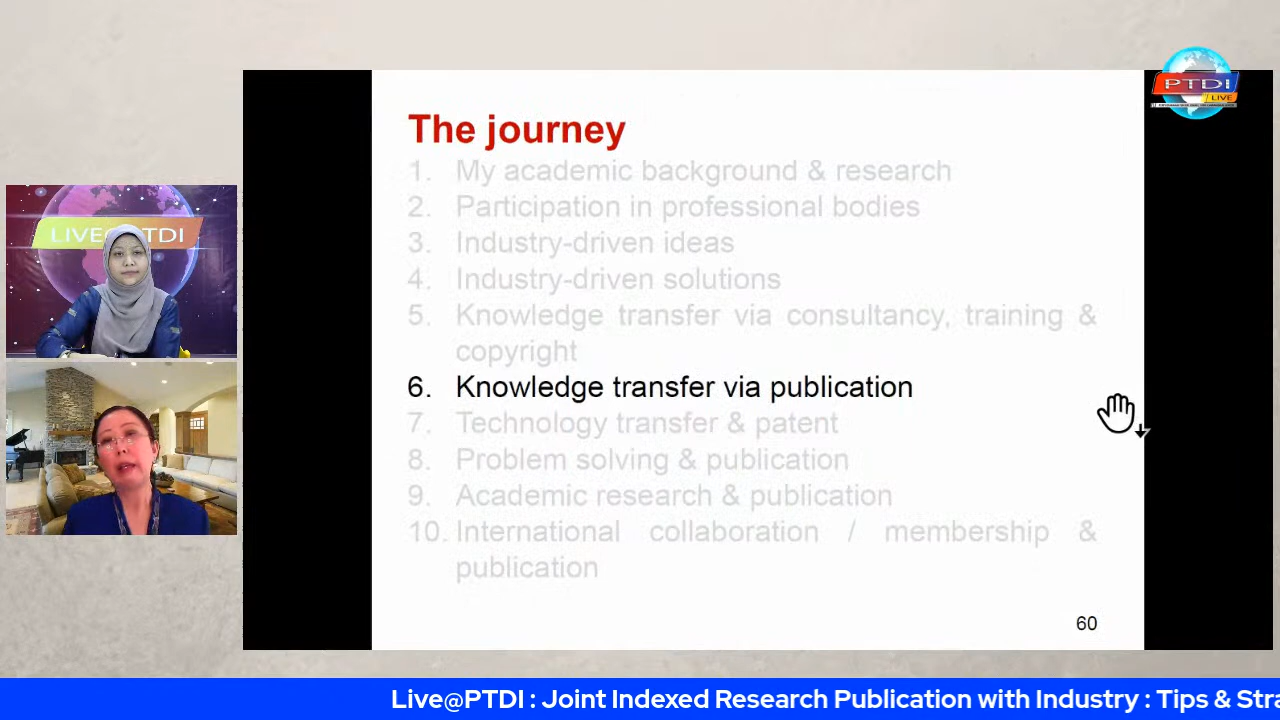 PTDI
LIVE
LIVE@PTDI
The journey
1. My academic background & research
2. Participation in professional bodies
3. Industry-driven ideas
4. Industry-driven solutions
5. Knowledge transfer via consultancy, training &
copyright
6. Knowledge transfer via publication
7. Technology transfer & patent
8. Problem solving & publication
9. Academic research & publication
10. International collaboration / membership &
publication
60
Live@PTDI : Joint Indexed Research Publication with Industry : Tips & Stra